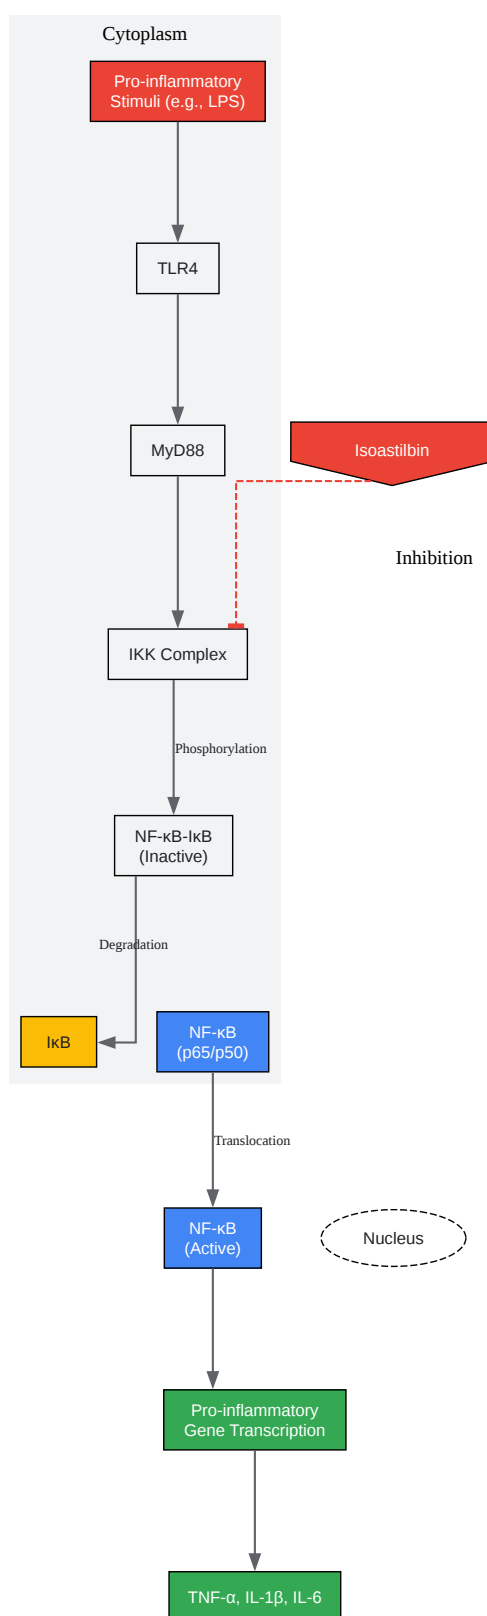 Cytoplasm
Pro-inflammatory
Stimuli (e.g., LPS)
TLR4
MyD88
Isoastilbin
Inhibition
IKK Complex
Phosphorylation
NF-κB-IκB
(Inactive)
Degradation
IκB
NF-κB
(p65/p50)
Translocation
NF-κB
(Active)
Nucleus
Pro-inflammatory
Gene Transcription
TNF-α, IL-1β, IL-6